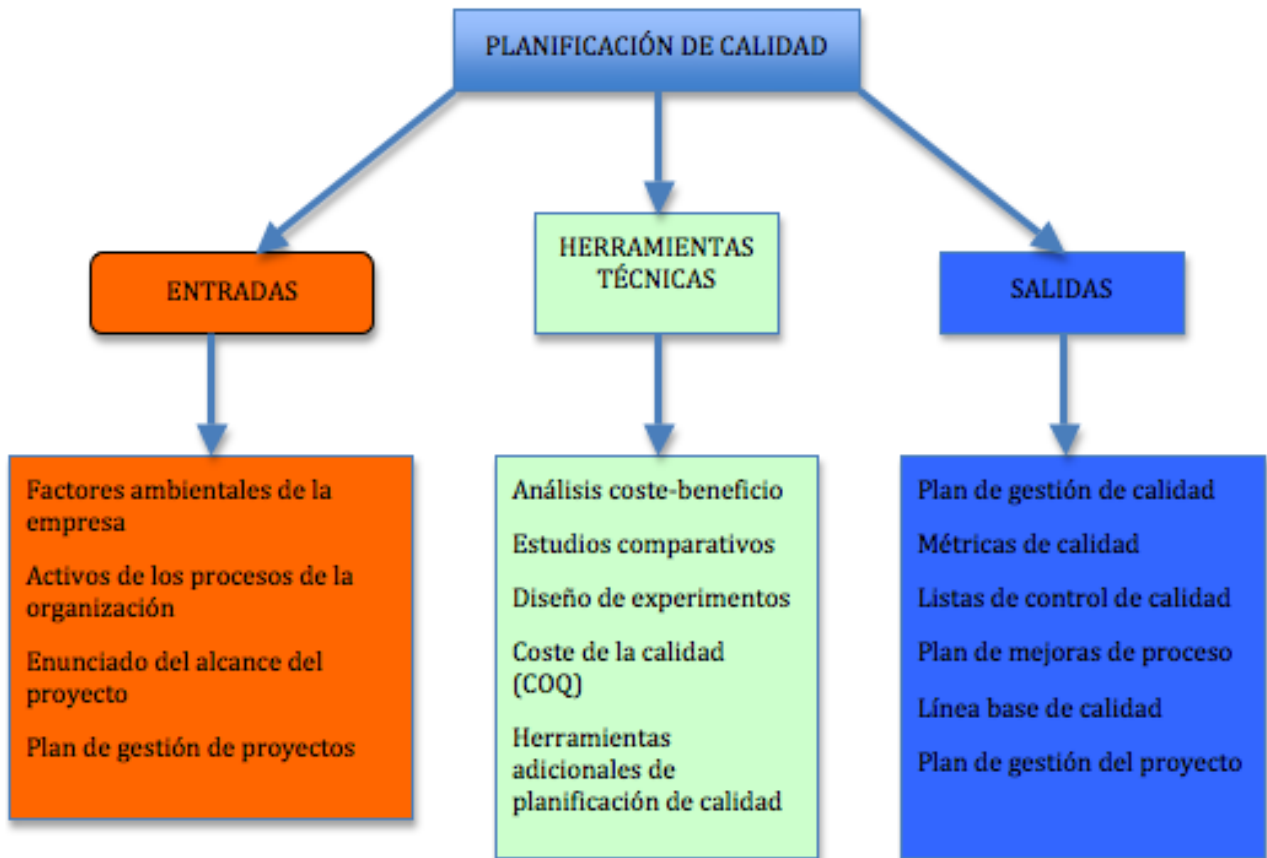 PLANIFICACIÓN DE CALIDAD
ENTRADAS
HERRAMIENTAS
TÉCNICAS
SALIDAS
Factores ambientales de la
empresa
Activos de los procesos de la
organización
Enunciado del alcance del
proyecto
Plan de gestión de proyectos
Análisis coste-beneficio
Estudios comparativos
Diseño de experimentos
Coste de la calidad
(COQ)
Herramientas
adicionales de
planificación de calidad
Plan de gestión de calidad
Métricas de calidad
Listas de control de calidad
Plan de mejoras de proceso
Línea base de calidad
Plan de gestión del proyecto